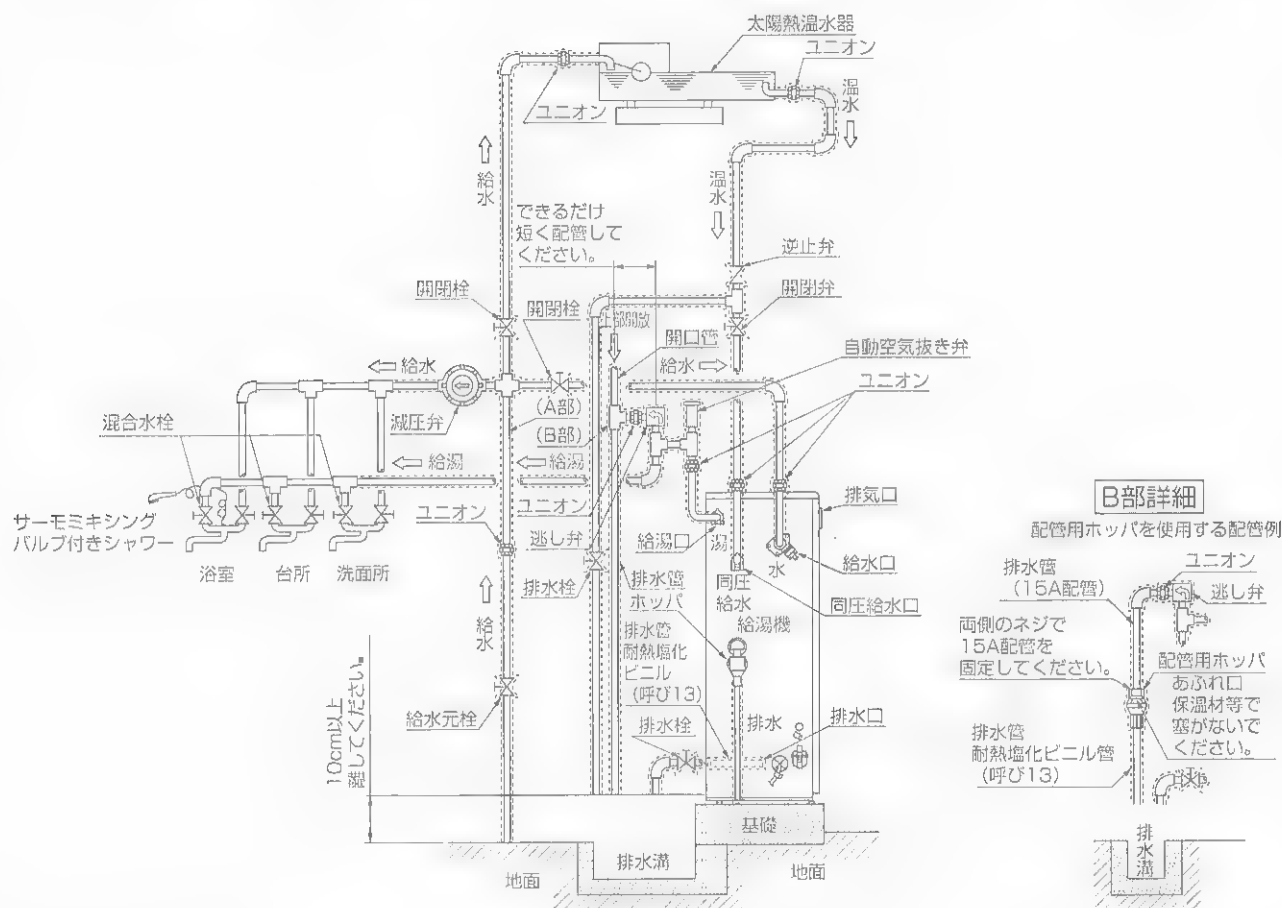 太陽熱温水器
ユニオン
ユニオン
温水
給水
温水
できるだけ
短く配管して
ください。
逆止弁
開閉栓
開閉栓
開閉弁
上部開放
開口管
自動空気抜き弁
給水
給水
ユニオン
(A部)
減圧弁
(B部)
混合水栓
給湯
給湯
排気口
B部詳細
配管用ホッパを使用する配管例
サーモミキシング
バルブ付きシャワー
ユニオン
ユニオン
逃し弁
給湯口
湯
水
給水口
浴室
台所
洗面所
排水栓
排水管
ホッパ
同圧
給水
同圧給水口
給湯機
給水
排水管
耐熱塩化
ビニル
(呼び13)
排水
排水口
排水栓
給水元栓
10cm以上
離してください。
基礎
排水溝
地面
地面
排水管
(15A配管)
ユニオン
逃し弁
両側のネジで
15A配管を
固定してください。
配管用ホッパ
あふれ口
保温材等で
塞がないで
ください。
排水管
耐熱塩化ビニル管
(呼び13)
排水溝